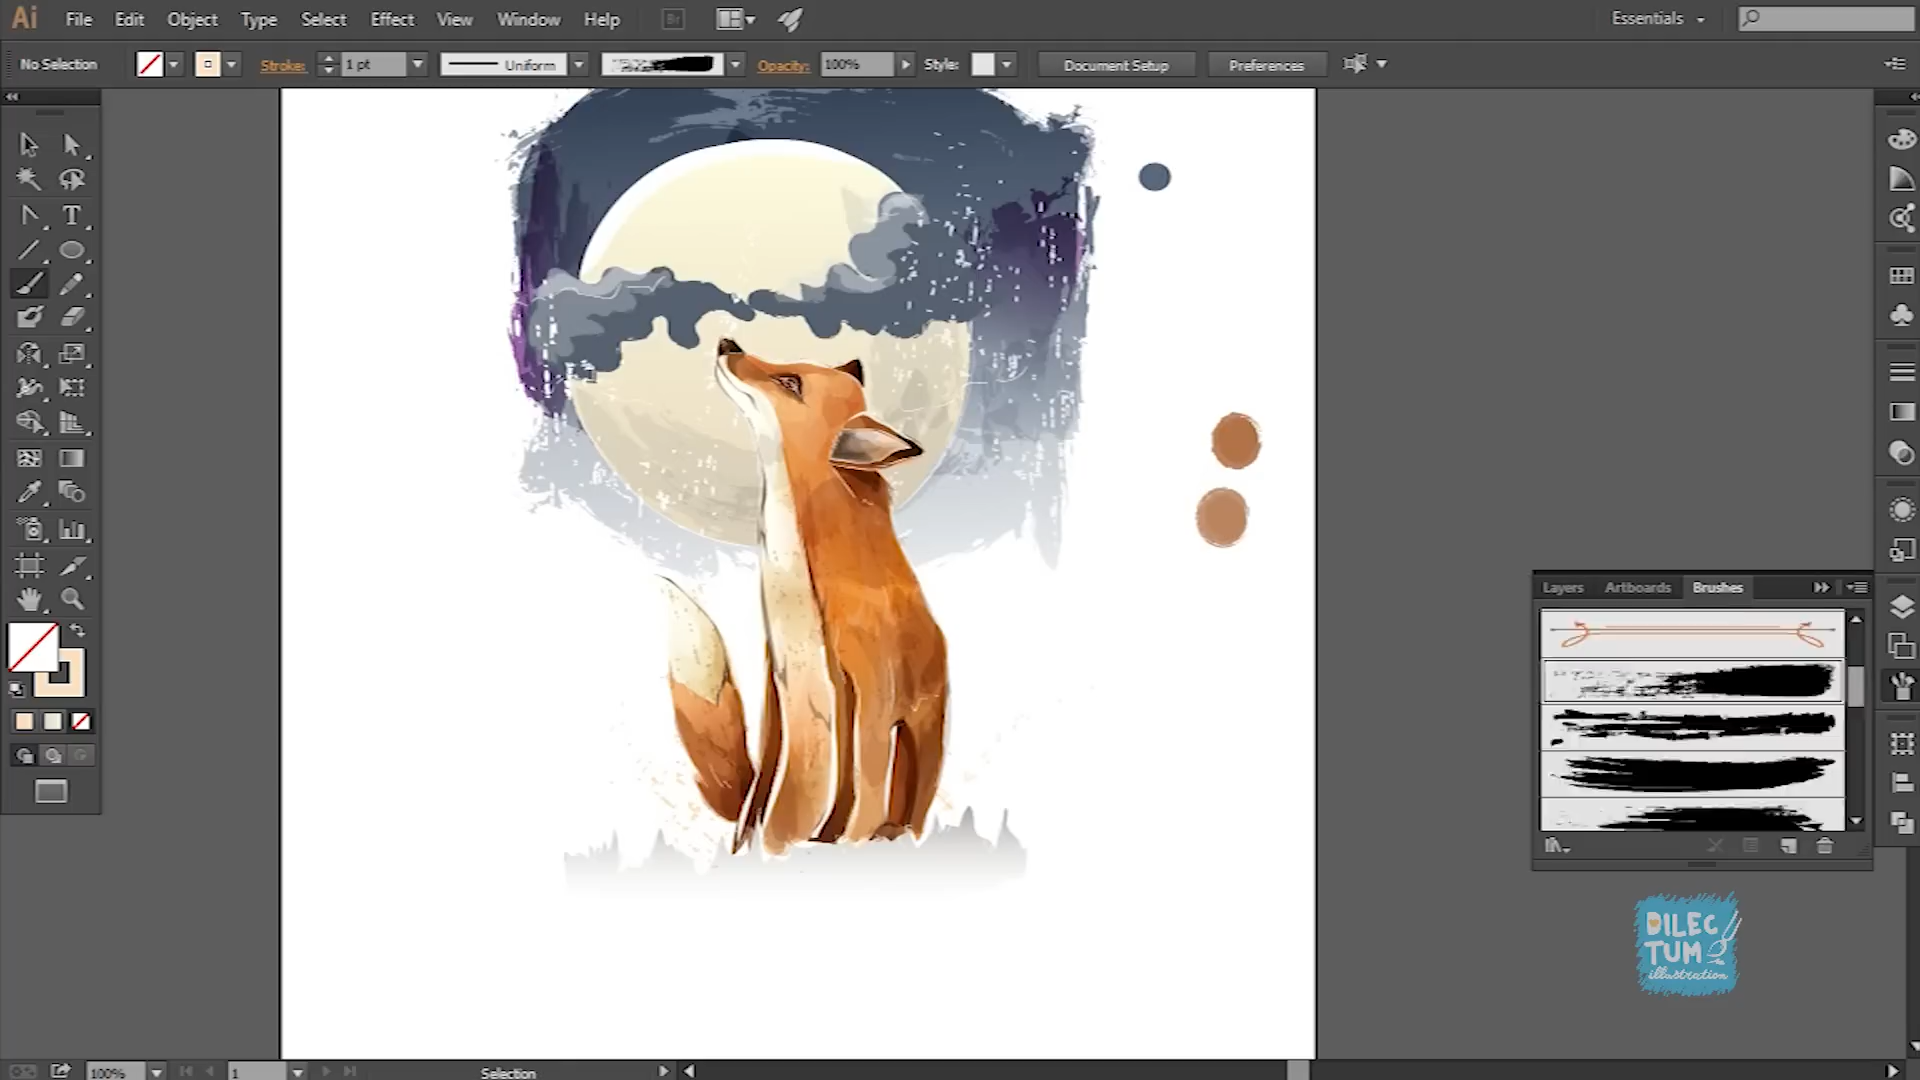 Ai File Edit Object Type Select Effect View Window Help Br Essentials
No Selection Stroke: 1 pt Uniform Opacity: 100% Style: Document Setup Preferences
T
Layers Artboards Brushes
DILEC
TUM
illustration
100% 1 Selection